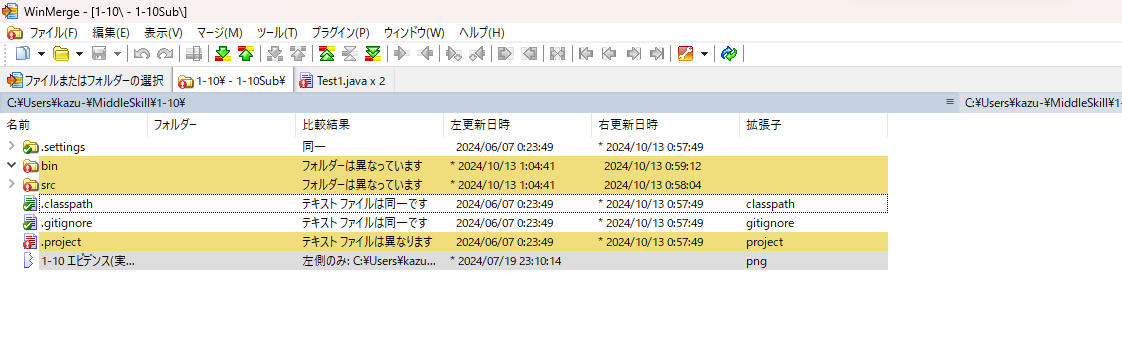 WinMerge - [1-10\ - 1-10Sub\]
ファイル(F) 編集(E) 表示(V) マージ(M) ツール(T) プラグイン(P) ウィンドウ(W) ヘルプ(H)
ファイルまたはフォルダーの選択 1-10¥ - 1-10Sub¥ Test1.java x 2
C:¥Users¥kazu-¥MiddleSkill¥1-10¥ C:¥Users¥kazu-¥MiddleSkill¥1-
名前 フォルダー 比較結果 左更新日時 右更新日時 拡張子
.settings 同一 2024/06/07 0:23:49 * 2024/10/13 0:57:49
bin フォルダーは異なっています * 2024/10/13 1:04:41 2024/10/13 0:59:12
src フォルダーは異なっています * 2024/10/13 1:04:41 2024/10/13 0:58:04
.classpath テキスト ファイルは同一です 2024/06/07 0:23:49 * 2024/10/13 0:57:49 classpath
.gitignore テキスト ファイルは同一です 2024/06/07 0:23:49 * 2024/10/13 0:57:49 gitignore
.project テキスト ファイルは異なります 2024/06/07 0:23:49 * 2024/10/13 0:57:49 project
1-10 エビデンス(実... 左側のみ: C:¥Users¥kazu... * 2024/07/19 23:10:14 png